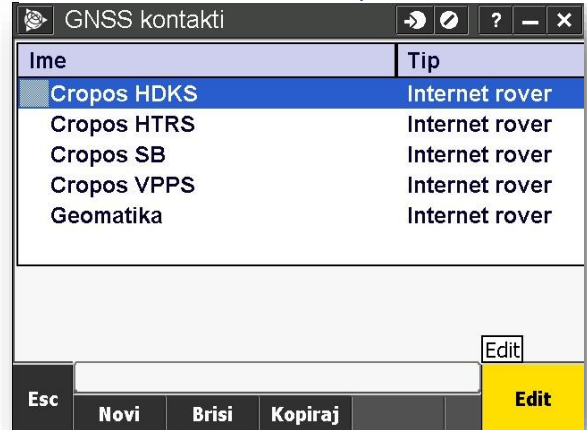 GNSS kontakti ?
Ime Tip
Cropos HDKS Internet rover
Cropos HTRS Internet rover
Cropos SB Internet rover
Cropos VPPS Internet rover
Geomatika Internet rover
Edit
Esc Novi Brisi Kopiraj Edit